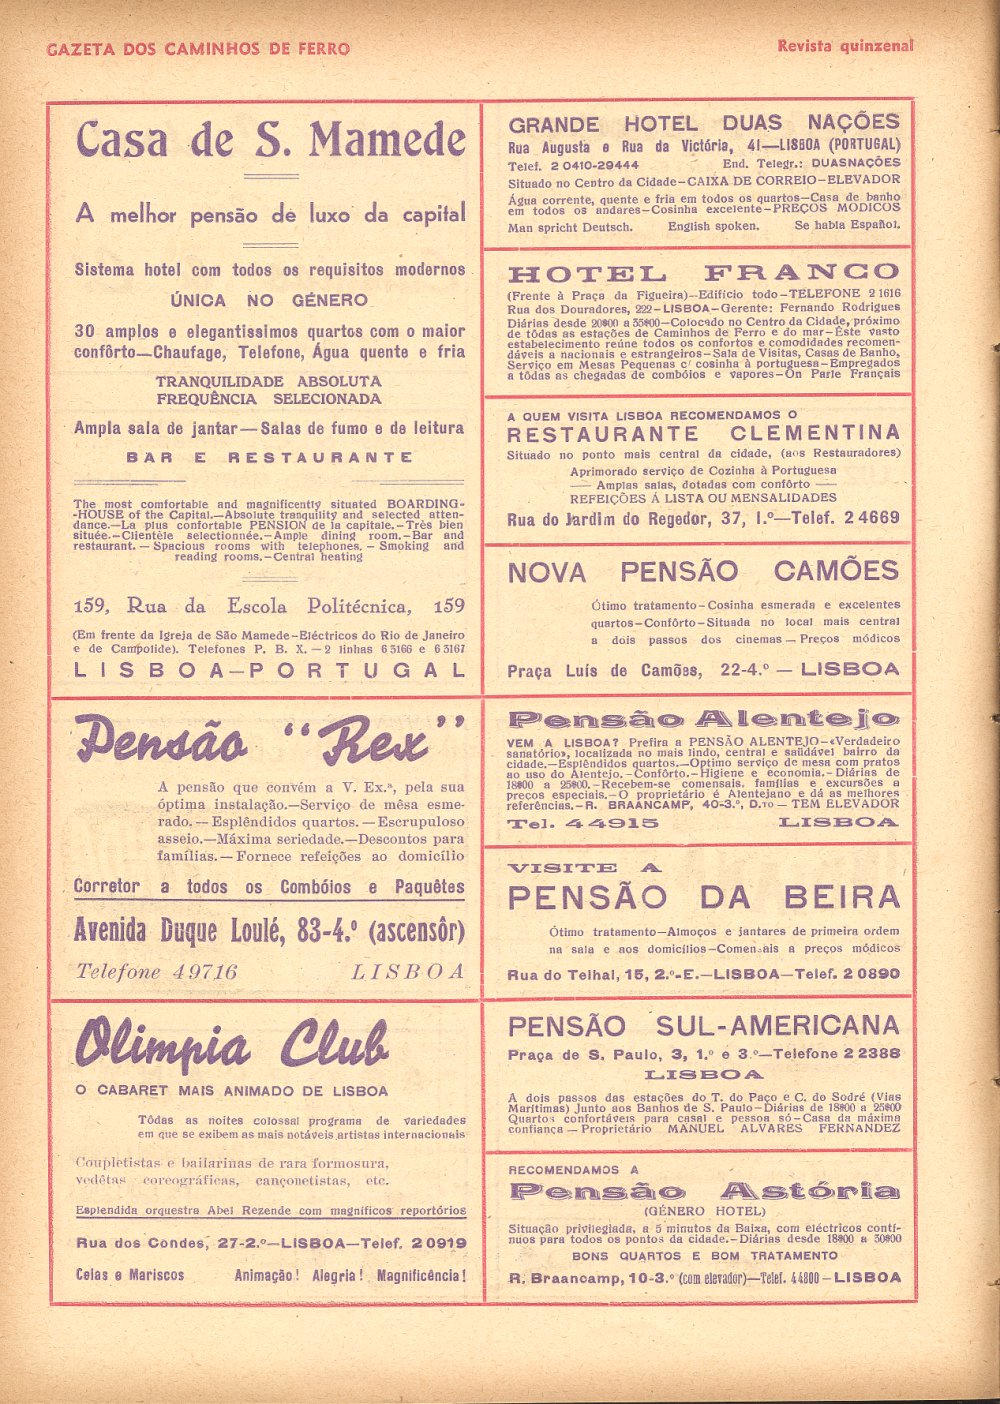 GAZETA DOS CAMINHOS DE FERRO
Revista quinzenal
Casa de S. Mamede
A melhor pensão de luxo da capital
Sistema hotel com todos os requisitos modernos
ÚNICA NO GÉNERO
30 amplos e elegantissimos quartos com o maior
confôrto—Chaufage, Telefone, Água quente e fria
TRANQUILIDADE ABSOLUTA
FREQUÊNCIA SELECIONADA
Ampla sala de jantar—Salas de fumo e de leitura
BAR E RESTAURANTE
The most comfortable and magnificently situated BOARDING-
-HOUSE of the Capital.—Absolute tranquility and selected atten-
dance.—La plus confortable PENSION de la capitale.—Très bien
située.—Clientèle selectionnée.—Ample dining room.—Bar and
restaurant. — Spacious rooms with telephones. — Smoking and
reading rooms.—Central heating
159, Rua da Escola Politécnica, 159
(Em frente da Igreja de São Mamede—Eléctricos do Rio de Janeiro
e de Campolide). Telefones P. B. X. — 2 linhas 6 3166 e 6 3167
LISBOA—PORTUGAL
Pensão "Rex"
A pensão que convém a V. Ex.ª, pela sua
óptima instalação.—Serviço de mêsa esme-
rado. — Esplêndidos quartos. — Escrupuloso
asseio.—Máxima seriedade.—Descontos para
famílias. — Fornece refeições ao domicílio
Corretor a todos os Combóios e Paquêtes
Avenida Duque Loulé, 83-4.º (ascensôr)
Telefone 4 9716 LISBOA
Olimpia Club
O CABARET MAIS ANIMADO DE LISBOA
Tôdas as noites colossal programa de variedades
em que se exibem as mais notáveis artistas internacionais
Coupletistas e bailarinas de rara formosura,
vedêtas coreográficas, cançonetistas, etc.
Esplendida orquestra Abel Rezende com magníficos reportórios
Rua dos Condes, 27-2.º—LISBOA—Telef. 2 0919
Ceias e Mariscos Animação! Alegria! Magnificência!
GRANDE HOTEL DUAS NAÇÕES
Rua Augusta e Rua da Victória, 41—LISBOA (PORTUGAL)
Telef. 2 0410-29444 End. Telegr.: DUASNAÇÕES
Situado no Centro da Cidade—CAIXA DE CORREIO—ELEVADOR
Água corrente, quente e fria em todos os quartos—Casa de banho
em todos os andares—Cosinha excelente—PREÇOS MODICOS
Man spricht Deutsch. English spoken. Se habla Español.
HOTEL FRANCO
(Frente à Praça da Figueira)—Edifício todo—TELEFONE 2 1616
Rua dos Douradores, 222—LISBOA—Gerente: Fernando Rodrigues
Diárias desde 20$00 a 35$00—Colocado no Centro da Cidade, próximo
de tôdas as estações de Caminhos de Ferro e do mar—Este vasto
estabelecimento reúne todos os confortos e comodidades recomen-
dáveis a nacionais e estrangeiros—Sala de Visitas, Casas de Banho,
Serviço em Mesas Pequenas c/ cosinha à portuguesa—Empregados
a tôdas as chegadas de combóios e vapores—On Parle Français
A QUEM VISITA LISBOA RECOMENDAMOS O
RESTAURANTE CLEMENTINA
Situado no ponto mais central da cidade, (aos Restauradores)
Aprimorado serviço de Cozinha à Portuguesa
— Amplas salas, dotadas com confôrto —
REFEIÇÕES Á LISTA OU MENSALIDADES
Rua do Jardim do Regedor, 37, 1.º—Telef. 2 4669
NOVA PENSÃO CAMÕES
Ótimo tratamento—Cosinha esmerada e excelentes
quartos—Confôrto—Situada no local mais central
a dois passos dos cinemas — Preços módicos
Praça Luís de Camões, 22-4.º — LISBOA
Pensão Alentejo
VEM A LISBOA? Prefira a PENSÃO ALENTEJO—«Verdadeiro
sanatório», localizada no mais lindo, central e saüdável bairro da
cidade.—Esplêndidos quartos.—Optimo serviço de mesa com pratos
ao uso do Alentejo.—Confôrto.—Higiene e economia.—Diárias de
18$00 a 25$00.—Recebem-se comensais, famílias e excursões a
preços especiais.—O proprietário é Alentejano e dá as melhores
referências.—R. BRAANCAMP, 40-3.º, D.TO — TEM ELEVADOR
Tel. 4 4915 LISBOA
VISITE A
PENSÃO DA BEIRA
Ótimo tratamento—Almoços e jantares de primeira ordem
na sala e aos domicílios—Comensais a preços módicos
Rua do Telhal, 15, 2.º-E.—LISBOA—Telef. 2 0890
PENSÃO SUL-AMERICANA
Praça de S. Paulo, 3, 1.º e 3.º—Telefone 2 2388
LISBOA
A dois passos das estações do T. do Paço e C. do Sodré (Vias
Marítimas) Junto aos Banhos de S. Paulo—Diárias de 18$00 a 25$00
Quartos confortáveis para casal e pessoa só—Casa da máxima
confiança — Proprietário MANUEL ALVARES FERNANDEZ
RECOMENDAMOS A
Pensão Astória
(GÉNERO HOTEL)
Situação privilegiada, a 5 minutos da Baixa, com eléctricos contí-
nuos para todos os pontos da cidade.—Diárias desde 18$00 a 30$00
BONS QUARTOS E BOM TRATAMENTO
R. Braancamp, 10-3.º (com elevador)—Telef. 4 4800 — LISBOA